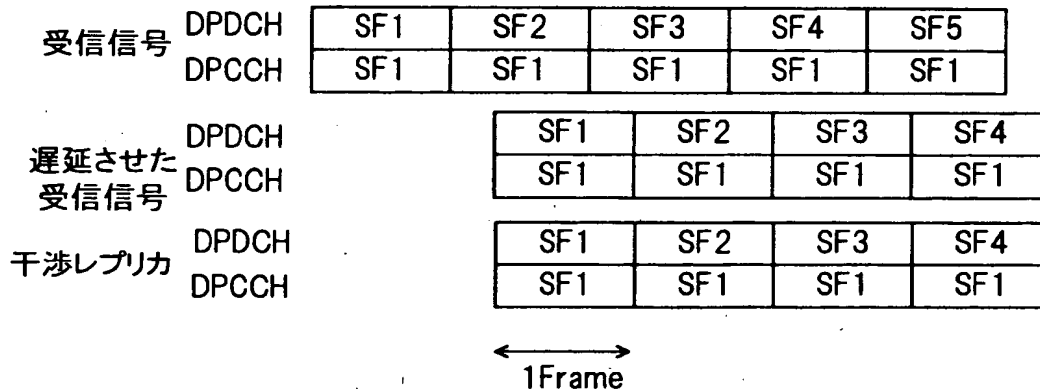 受信信号 DPDCH SF1 SF2 SF3 SF4 SF5
DPCCH SF1 SF1 SF1 SF1 SF1
遅延させた受信信号 DPDCH SF1 SF2 SF3 SF4
DPCCH SF1 SF1 SF1 SF1
干渉レプリカ DPDCH SF1 SF2 SF3 SF4
DPCCH SF1 SF1 SF1 SF1
1Frame